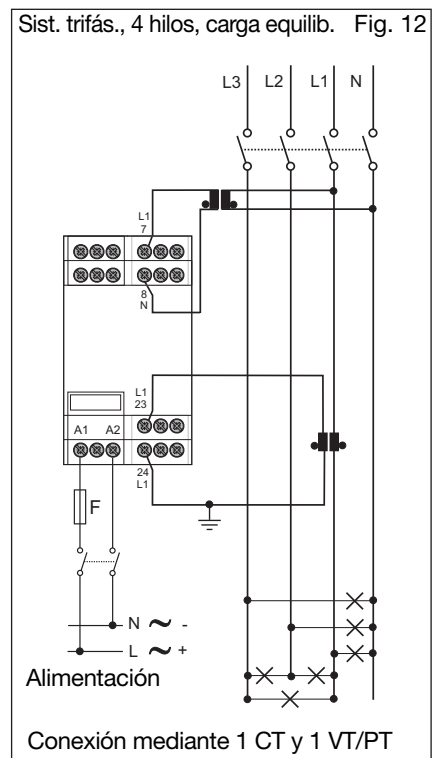 Sist. trifás., 4 hilos, carga equilib. Fig. 12
L3 L2 L1 N
L1
7
8
N
L1
23
A1 A2
24
L1
F
N ~ -
L ~ +
Alimentación
Conexión mediante 1 CT y 1 VT/PT